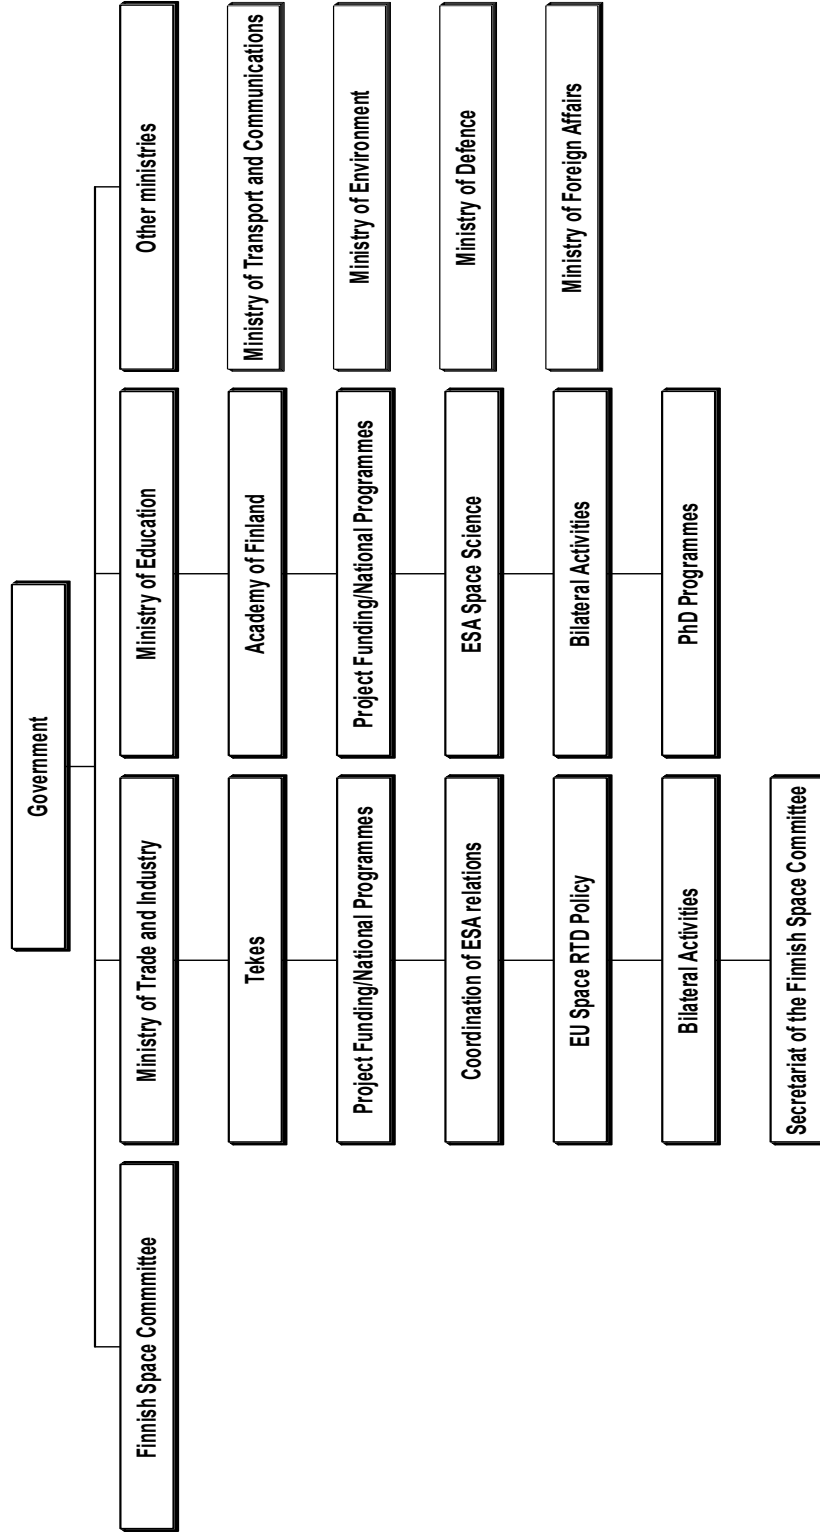 Government
Finnish Space Commmittee
Ministry of Trade and Industry
Tekes
Project Funding/National Programmes
Coordination of ESA relations
EU Space RTD Policy
Bilateral Activities
Secretariat of the Finnish Space Committee
Ministry of Education
Academy of Finland
Project Funding/National Programmes
ESA Space Science
Bilateral Activities
PhD Programmes
Other ministries
Ministry of Transport and Communications
Ministry of Environment
Ministry of Defence
Ministry of Foreign Affairs